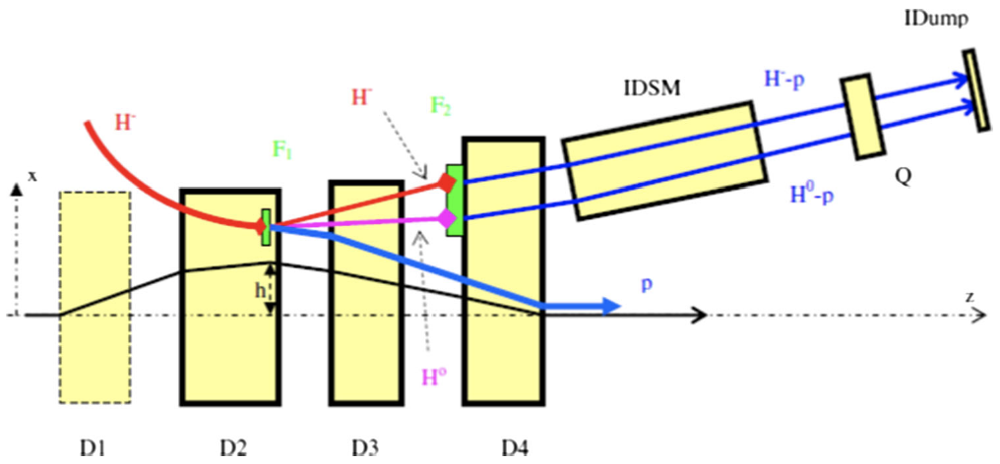 IDump
H⁻-p
IDSM
H⁻
F₂
H⁻
F₁
x
Q
H⁰-p
h
p
z
H⁰
D1
D2
D3
D4